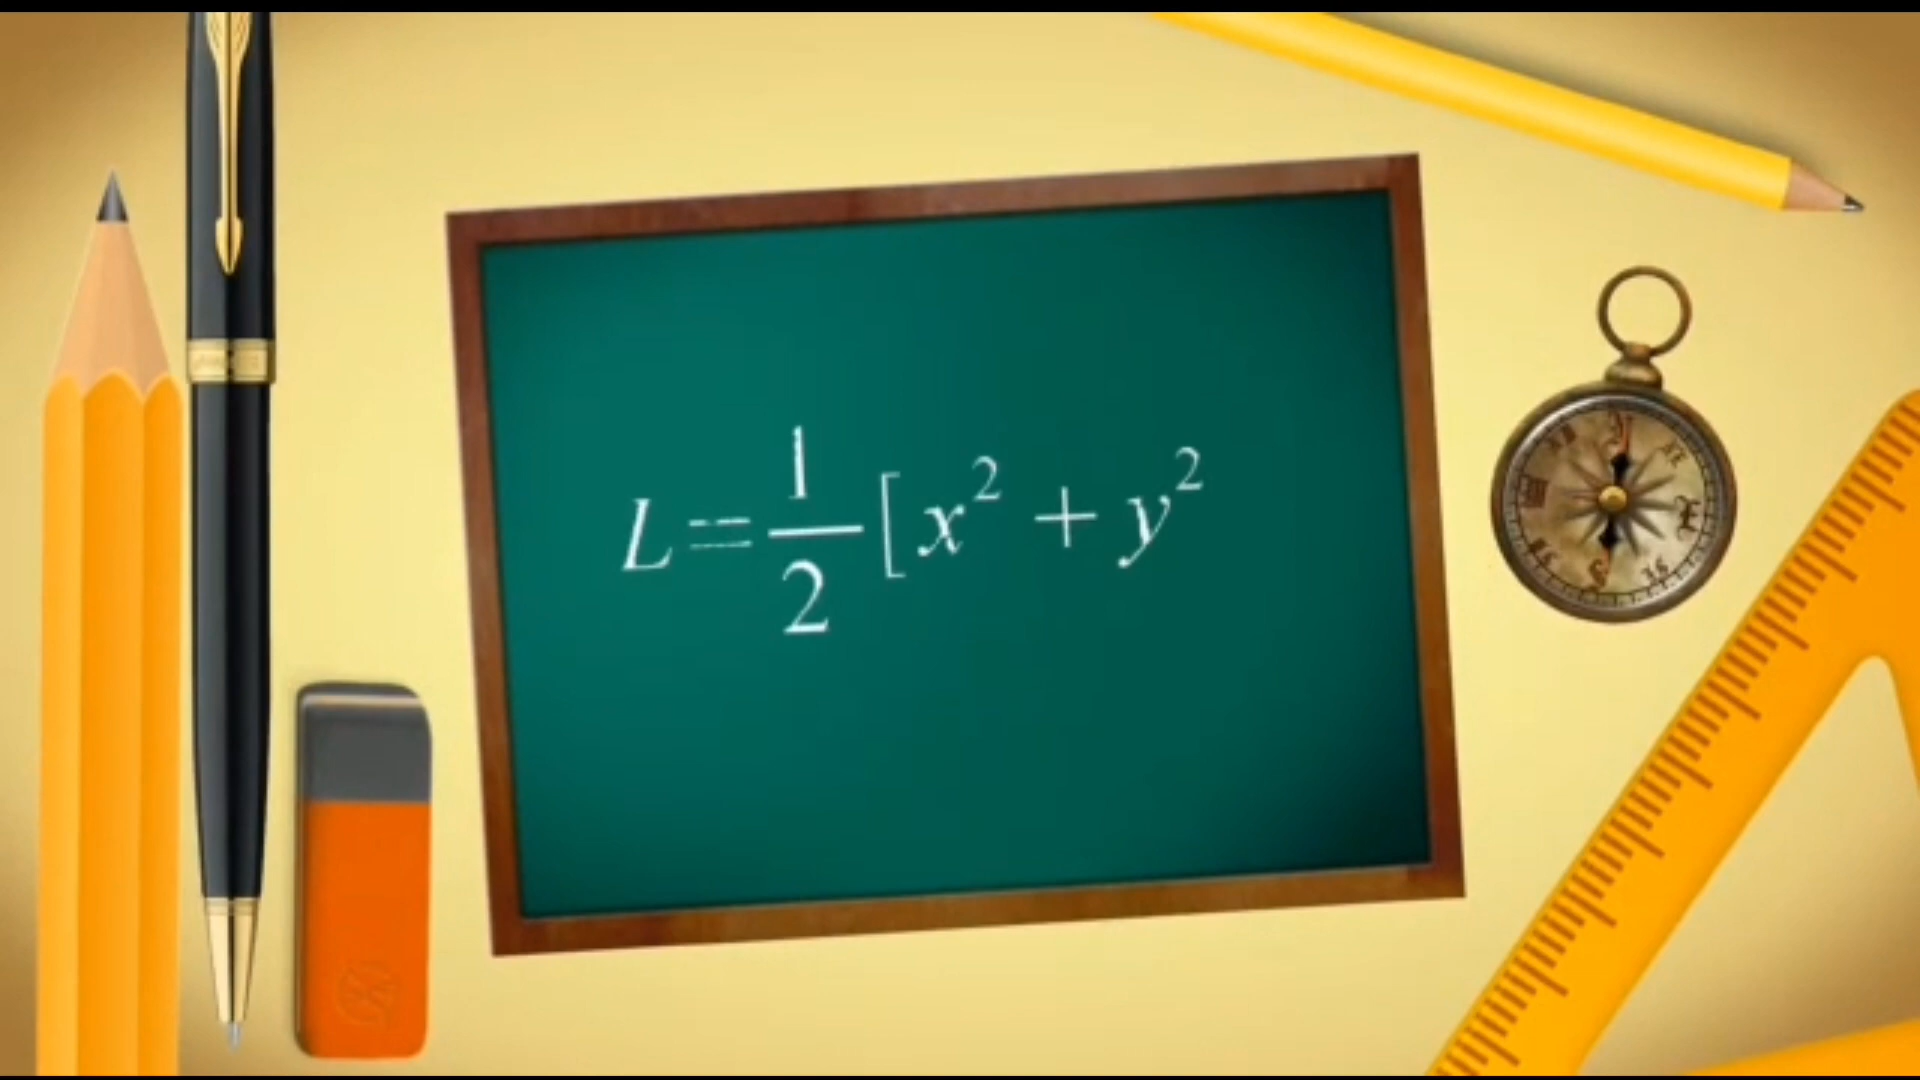 L = 1/2 [x² + y²